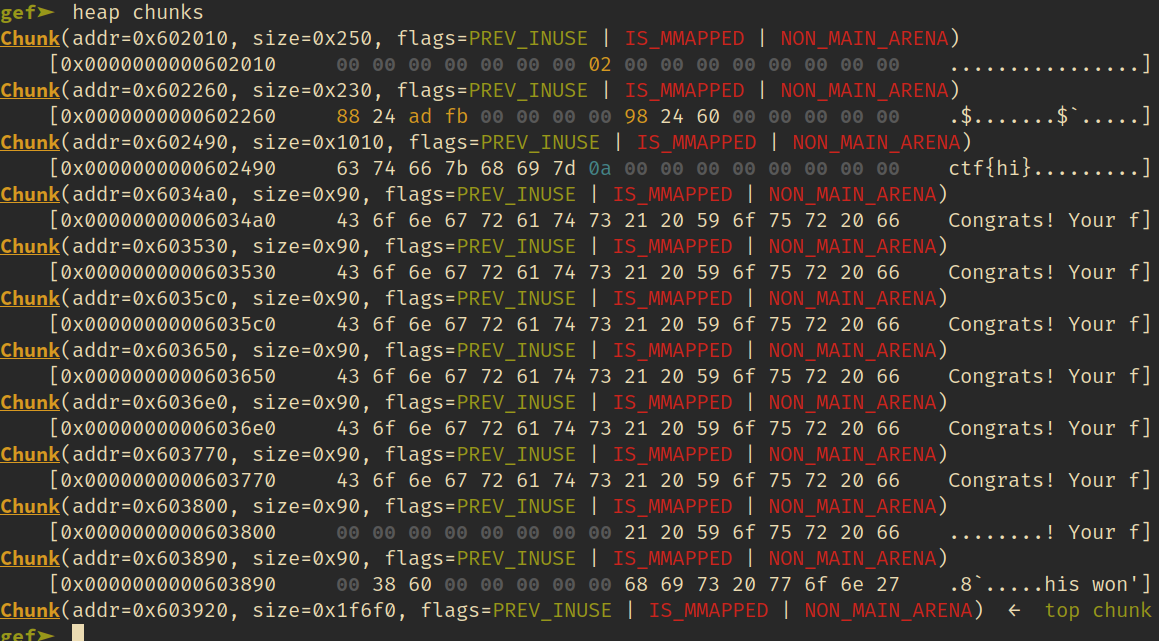 gef➤  heap chunks
Chunk(addr=0x602010, size=0x250, flags=PREV_INUSE | IS_MMAPPED | NON_MAIN_ARENA)
    [0x0000000000602010     00 00 00 00 00 00 00 02 00 00 00 00 00 00 00 00    ................]
Chunk(addr=0x602260, size=0x230, flags=PREV_INUSE | IS_MMAPPED | NON_MAIN_ARENA)
    [0x0000000000602260     88 24 ad fb 00 00 00 00 98 24 60 00 00 00 00 00    .$.......$`.....]
Chunk(addr=0x602490, size=0x1010, flags=PREV_INUSE | IS_MMAPPED | NON_MAIN_ARENA)
    [0x0000000000602490     63 74 66 7b 68 69 7d 0a 00 00 00 00 00 00 00 00    ctf{hi}.........]
Chunk(addr=0x6034a0, size=0x90, flags=PREV_INUSE | IS_MMAPPED | NON_MAIN_ARENA)
    [0x00000000006034a0     43 6f 6e 67 72 61 74 73 21 20 59 6f 75 72 20 66    Congrats! Your f]
Chunk(addr=0x603530, size=0x90, flags=PREV_INUSE | IS_MMAPPED | NON_MAIN_ARENA)
    [0x0000000000603530     43 6f 6e 67 72 61 74 73 21 20 59 6f 75 72 20 66    Congrats! Your f]
Chunk(addr=0x6035c0, size=0x90, flags=PREV_INUSE | IS_MMAPPED | NON_MAIN_ARENA)
    [0x00000000006035c0     43 6f 6e 67 72 61 74 73 21 20 59 6f 75 72 20 66    Congrats! Your f]
Chunk(addr=0x603650, size=0x90, flags=PREV_INUSE | IS_MMAPPED | NON_MAIN_ARENA)
    [0x0000000000603650     43 6f 6e 67 72 61 74 73 21 20 59 6f 75 72 20 66    Congrats! Your f]
Chunk(addr=0x6036e0, size=0x90, flags=PREV_INUSE | IS_MMAPPED | NON_MAIN_ARENA)
    [0x00000000006036e0     43 6f 6e 67 72 61 74 73 21 20 59 6f 75 72 20 66    Congrats! Your f]
Chunk(addr=0x603770, size=0x90, flags=PREV_INUSE | IS_MMAPPED | NON_MAIN_ARENA)
    [0x0000000000603770     43 6f 6e 67 72 61 74 73 21 20 59 6f 75 72 20 66    Congrats! Your f]
Chunk(addr=0x603800, size=0x90, flags=PREV_INUSE | IS_MMAPPED | NON_MAIN_ARENA)
    [0x0000000000603800     00 00 00 00 00 00 00 00 21 20 59 6f 75 72 20 66    ........! Your f]
Chunk(addr=0x603890, size=0x90, flags=PREV_INUSE | IS_MMAPPED | NON_MAIN_ARENA)
    [0x0000000000603890     00 38 60 00 00 00 00 00 68 69 73 20 77 6f 6e 27    .8`.....his won']
Chunk(addr=0x603920, size=0x1f6f0, flags=PREV_INUSE | IS_MMAPPED | NON_MAIN_ARENA)  ←  top chunk
gef➤